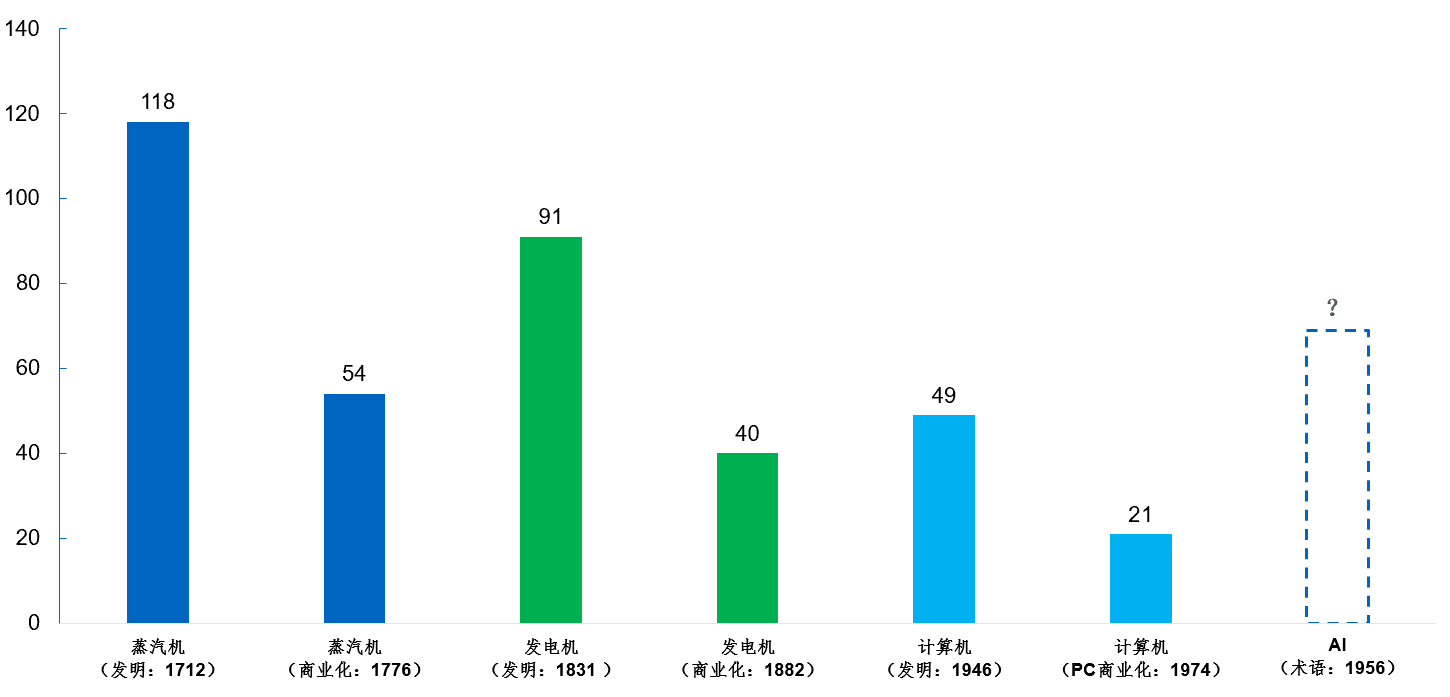 140
120
100
80
60
40
20
0
118
54
91
40
49
21
?
蒸汽机
（发明：1712）
蒸汽机
（商业化：1776）
发电机
（发明：1831 ）
发电机
（商业化：1882）
计算机
（发明：1946）
计算机
（PC商业化：1974）
AI
（术语：1956）